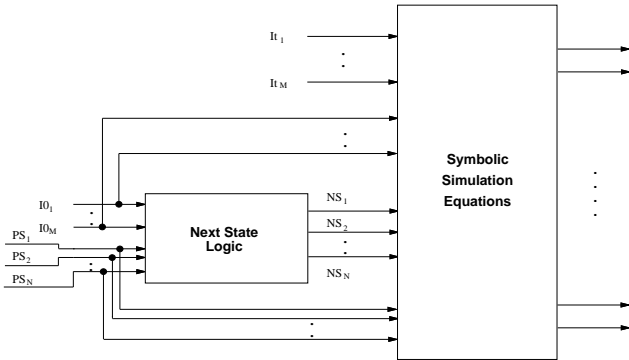 It 1
It M
I0 1
I0 M
PS 1
PS 2
PS N
Next State
Logic
NS 1
NS 2
NS N
Symbolic
Simulation
Equations